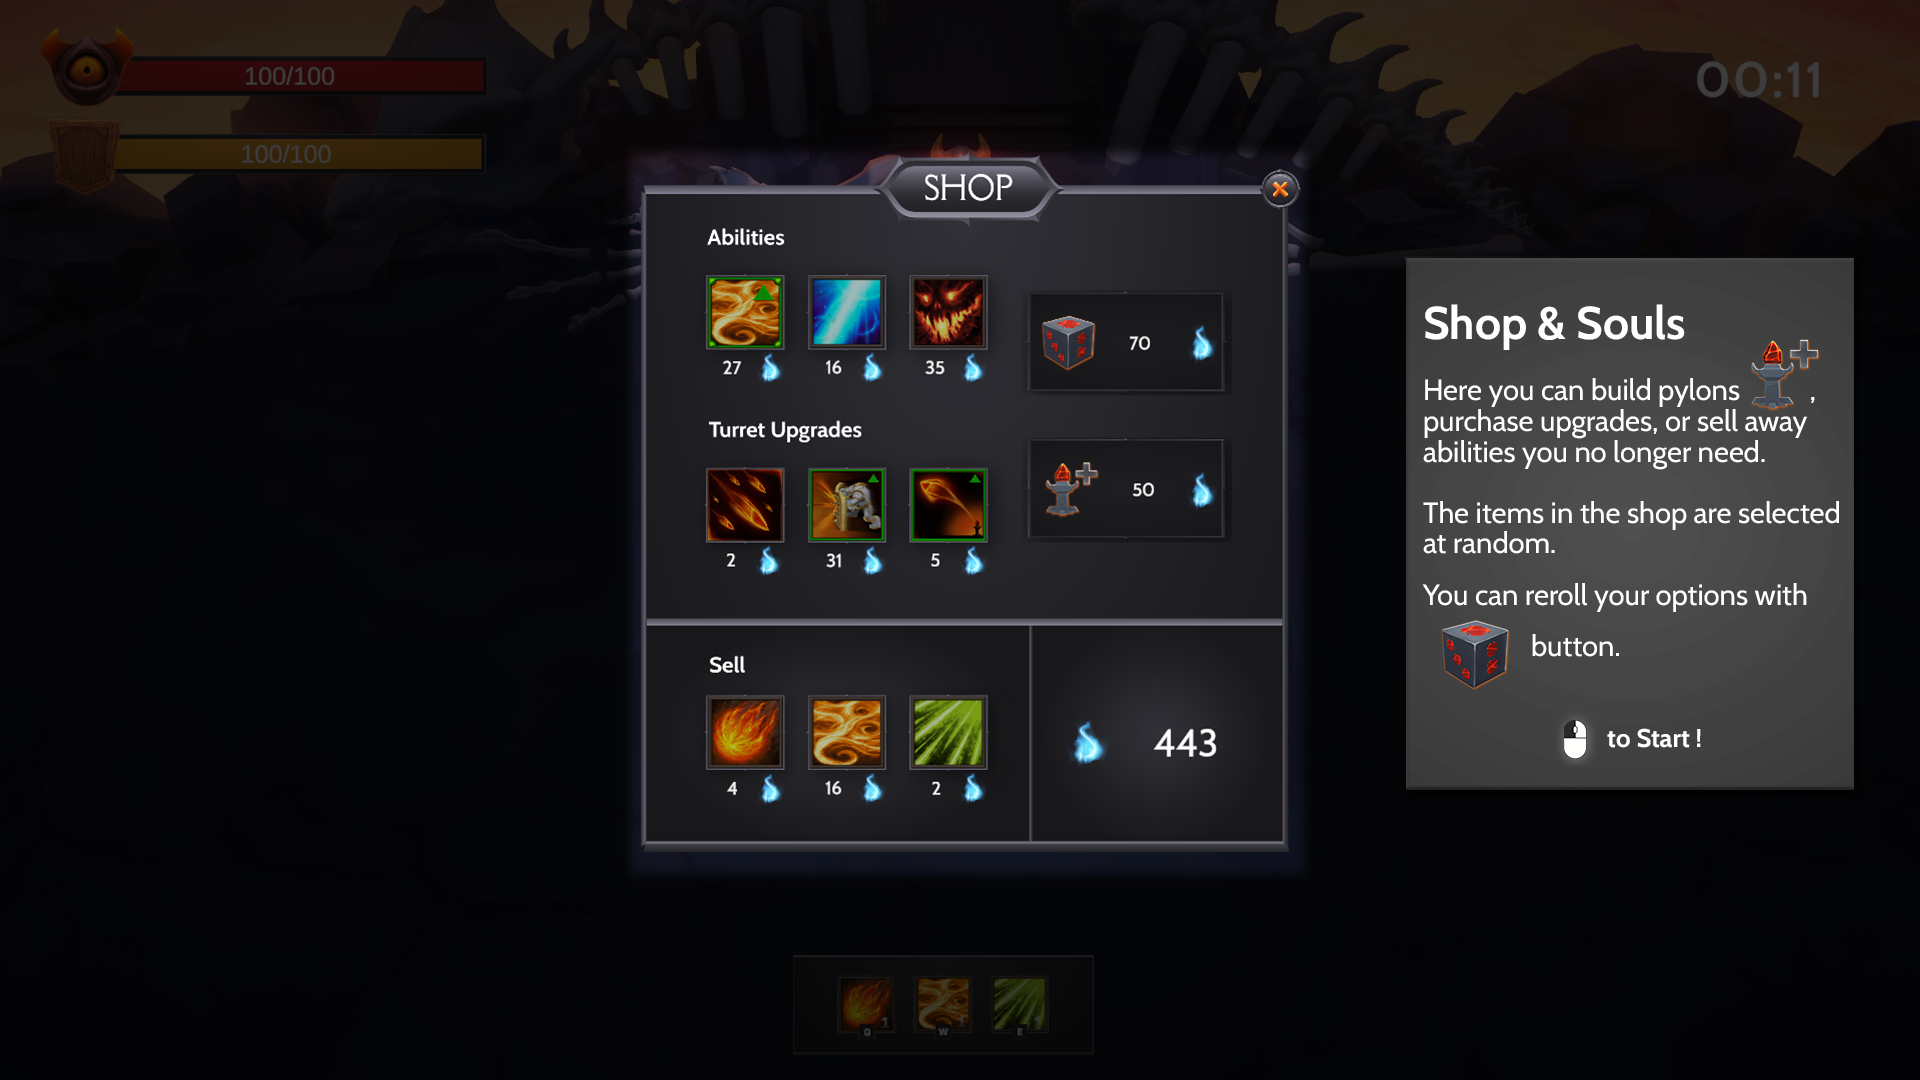 100/100
100/100
00:11
SHOP
Abilities
27
16
35
70
Turret Upgrades
2
31
5
50
Sell
4
16
2
443
Shop & Souls
Here you can build pylons ,
purchase upgrades, or sell away
abilities you no longer need.
The items in the shop are selected
at random.
You can reroll your options with
button.
to Start !
1
1
1
Q
W
E